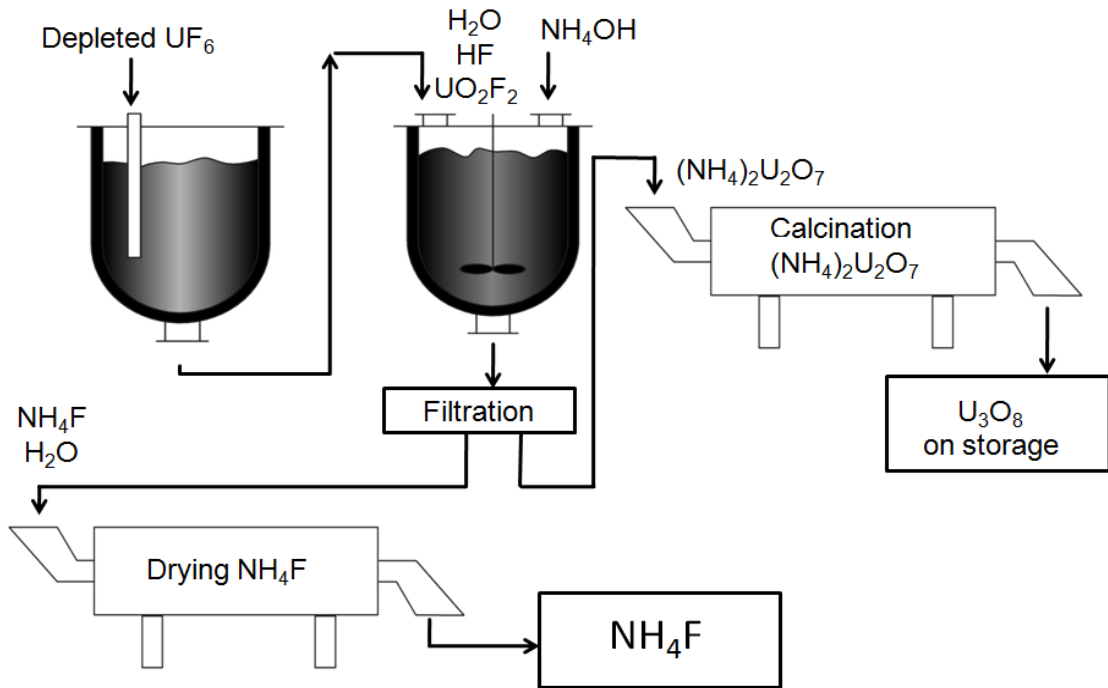 Depleted UF₆
H₂O
HF
UO₂F₂
NH₄OH
(NH₄)₂U₂O₇
Calcination
(NH₄)₂U₂O₇
Filtration
U₃O₈
on storage
NH₄F
H₂O
Drying NH₄F
NH₄F